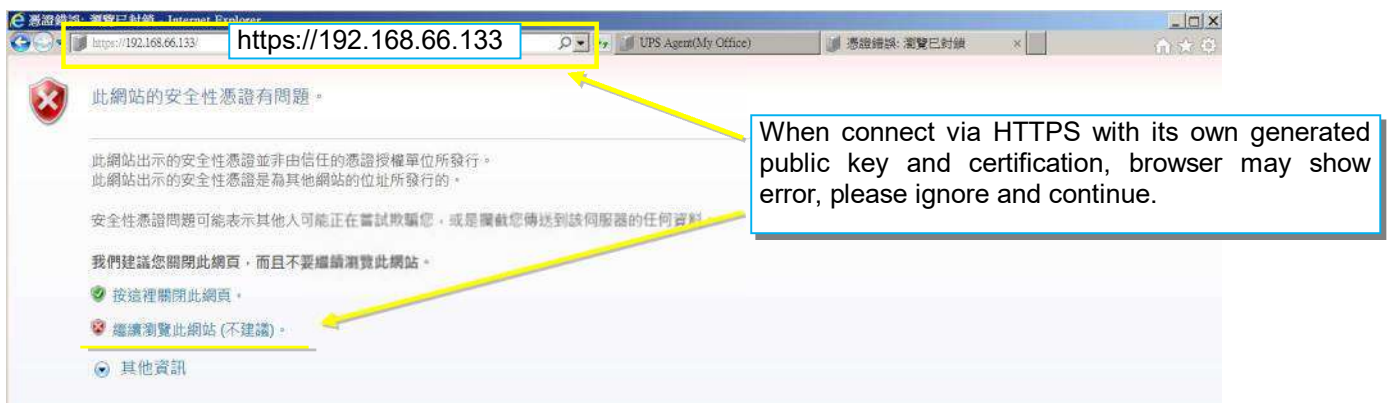 憑證錯誤: 瀏覽已封鎖 - Internet Explorer
https://192.168.66.133/
https://192.168.66.133
UPS Agent(My Office)
憑證錯誤: 瀏覽已封鎖
此網站的安全性憑證有問題。
When connect via HTTPS with its own generated
public key and certification, browser may show
error, please ignore and continue.
此網站出示的安全性憑證並非由信任的憑證授權單位所發行。
此網站出示的安全性憑證是為其他網站的位址所發行的。
安全性憑證問題可能表示其他人可能正在嘗試欺騙您，或是攔截您傳送到該伺服器的任何資料。
我們建議您關閉此網頁，而且不要繼續瀏覽此網站。
按這裡關閉此網頁。
繼續瀏覽此網站 (不建議)。
其他資訊